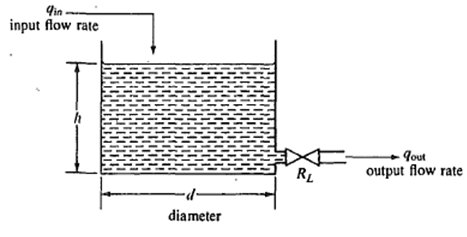 q_in
input flow rate
h
R_L
q_out
output flow rate
d
diameter